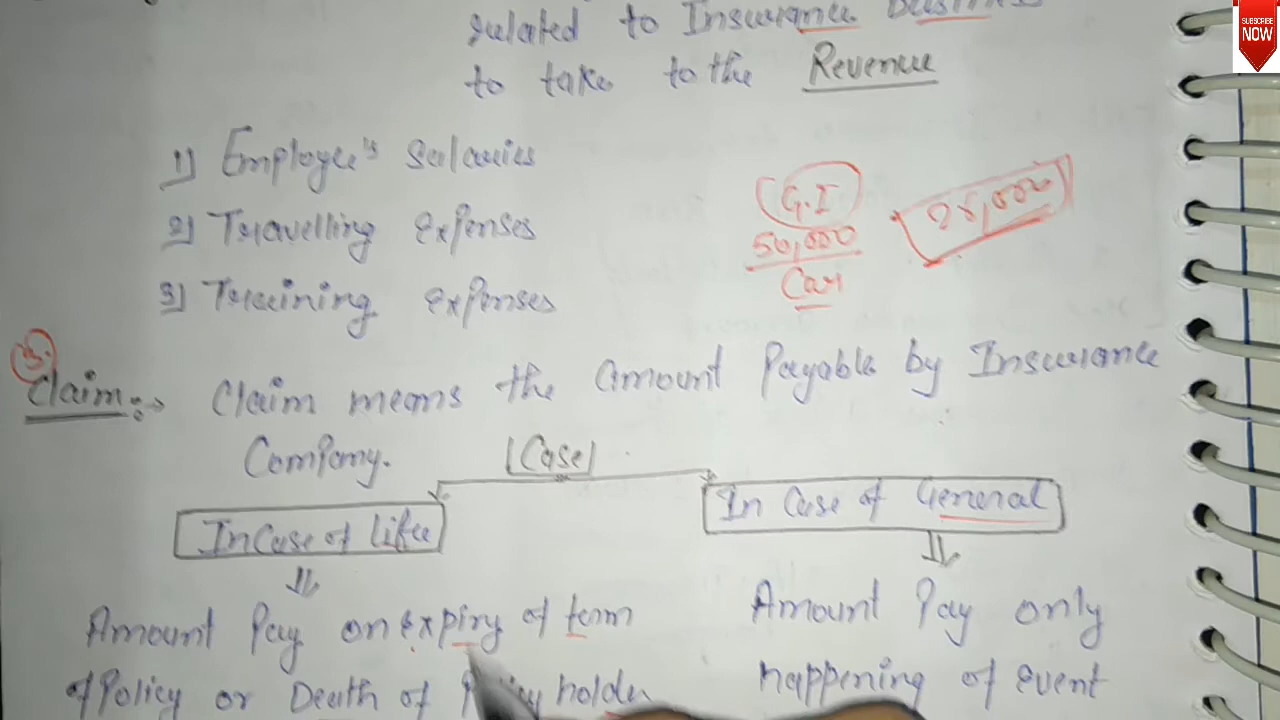 related to Insurance Business
to take to the Revenue
1) Employee's Salaries
2) Travelling Expenses
3) Training Expenses
G.I
50,000
Car
25,000
3.
Claim:→ Claim means the Amount Payable by Insurance
Company.
Case
In Case of Life
In Case of General
Amount Pay on expiry of term
of Policy or Death of Policy holder
Amount Pay only
happening of event
SUBSCRIBE
NOW